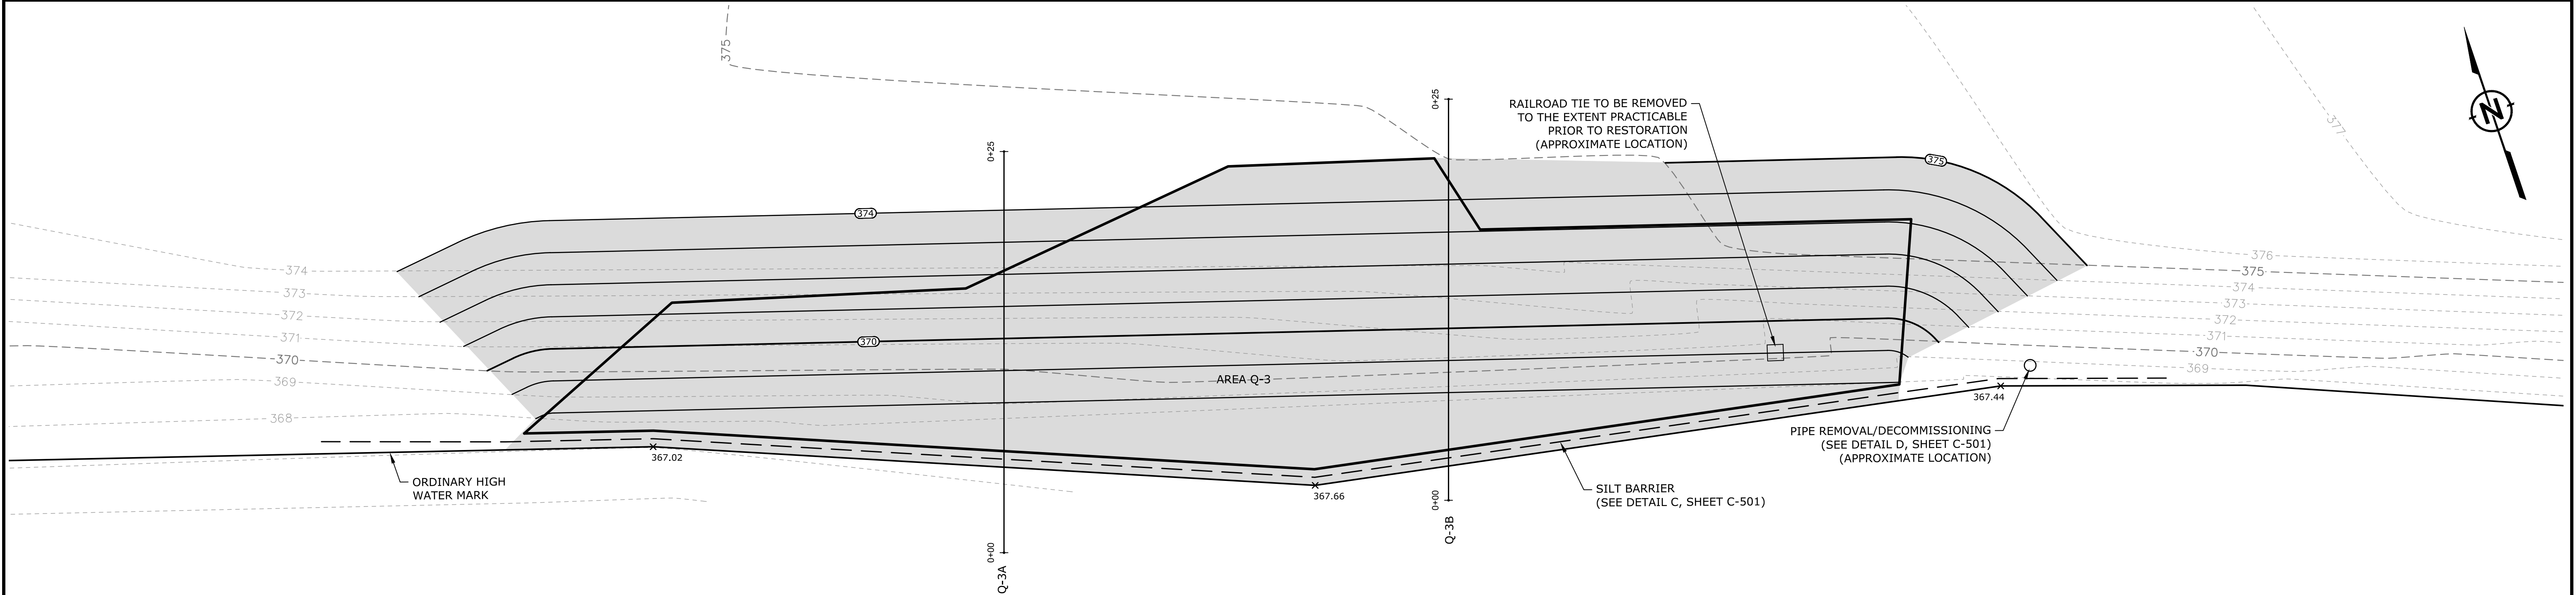 375
0+25
RAILROAD TIE TO BE REMOVED
TO THE EXTENT PRACTICABLE
PRIOR TO RESTORATION
(APPROXIMATE LOCATION)
377
N
0+25
375
374
376
374
375
373
374
372
373
371
372
370
371
370
370
369
369
AREA Q-3
367.44
368
PIPE REMOVAL/DECOMMISSIONING
(SEE DETAIL D, SHEET C-501)
(APPROXIMATE LOCATION)
367.02
ORDINARY HIGH
WATER MARK
367.66
SILT BARRIER
(SEE DETAIL C, SHEET C-501)
0+00
Q-3B
0+00
Q-3A